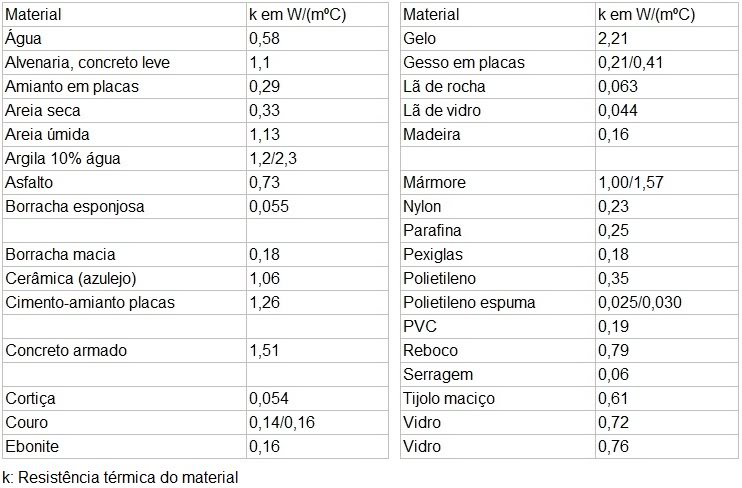 Material k em W/(mºC)
Água 0,58
Alvenaria, concreto leve 1,1
Amianto em placas 0,29
Areia seca 0,33
Areia úmida 1,13
Argila 10% água 1,2/2,3
Asfalto 0,73
Borracha esponjosa 0,055
Borracha macia 0,18
Cerâmica (azulejo) 1,06
Cimento-amianto placas 1,26
Concreto armado 1,51
Cortiça 0,054
Couro 0,14/0,16
Ebonite 0,16
Material k em W/(mºC)
Gelo 2,21
Gesso em placas 0,21/0,41
Lã de rocha 0,063
Lã de vidro 0,044
Madeira 0,16
Mármore 1,00/1,57
Nylon 0,23
Parafina 0,25
Pexiglas 0,18
Polietileno 0,35
Polietileno espuma 0,025/0,030
PVC 0,19
Reboco 0,79
Serragem 0,06
Tijolo maciço 0,61
Vidro 0,72
Vidro 0,76
k: Resistência térmica do material